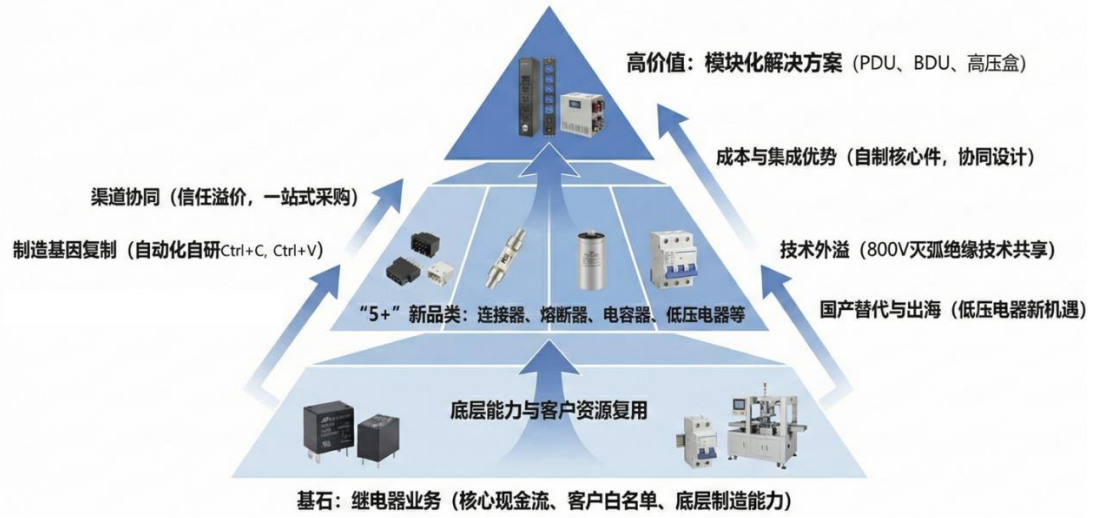 高价值：模块化解决方案（PDU、BDU、高压盒）
成本与集成优势（自制核心件，协同设计）
渠道协同（信任溢价，一站式采购）
制造基因复制（自动化自研Ctrl+C, Ctrl+V）
技术外溢（800V灭弧绝缘技术共享）
国产替代与出海（低压电器新机遇）
“5+”新品类：连接器、熔断器、电容器、低压电器等
底层能力与客户资源复用
基石：继电器业务（核心现金流、客户白名单、底层制造能力）